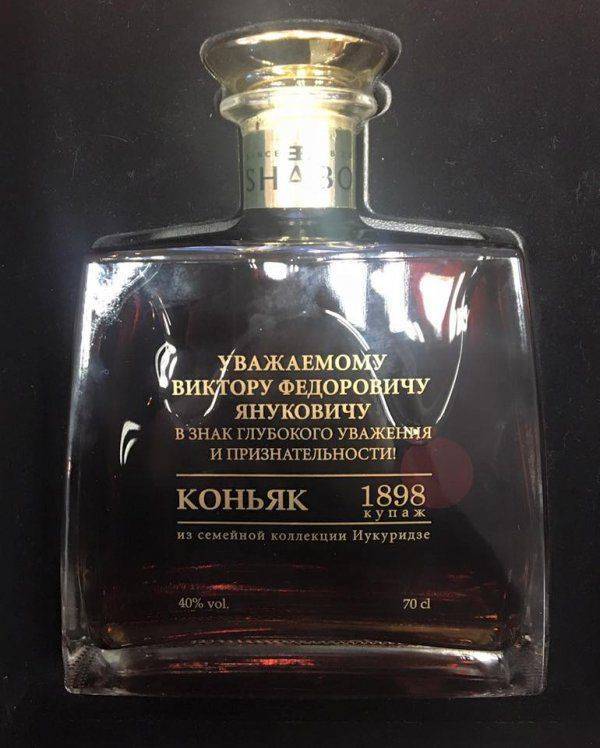 SHABO
УВАЖАЕМОМУ
ВИКТОРУ ФЕДОРОВИЧУ
ЯНУКОВИЧУ
В ЗНАК ГЛУБОКОГО УВАЖЕНИЯ
И ПРИЗНАТЕЛЬНОСТИ!
КОНЬЯК 1898
купаж
из семейной коллекции Иукуридзе
40% vol. 70 cl